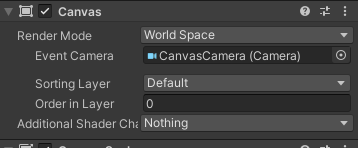 Canvas
Render Mode World Space
Event Camera CanvasCamera (Camera)
Sorting Layer Default
Order in Layer 0
Additional Shader Cha Nothing